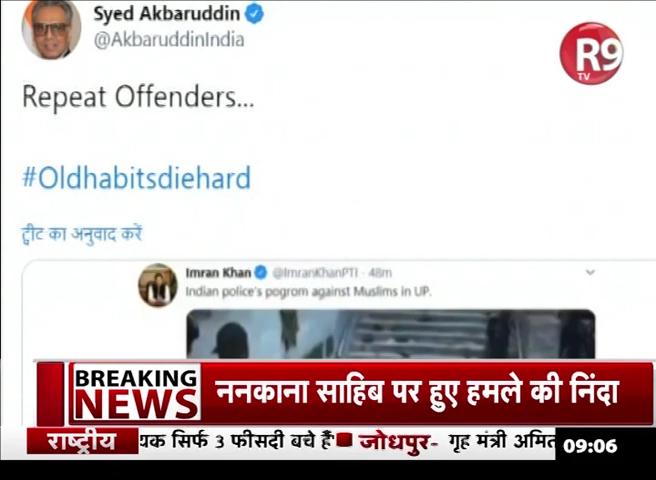 Syed Akbaruddin
@AkbaruddinIndia
R9
TV
Repeat Offenders...
#Oldhabitsdiehard
ट्वीट का अनुवाद करें
Imran Khan @ImranKhanPTI · 48m
Indian police's pogrom against Muslims in UP.
BREAKING NEWS
ननकाना साहिब पर हुए हमले की निंदा
राष्ट्रीय
यक सिर्फ 3 फीसदी बचे हैं जोधपुर- गृह मंत्री अमित
09:06